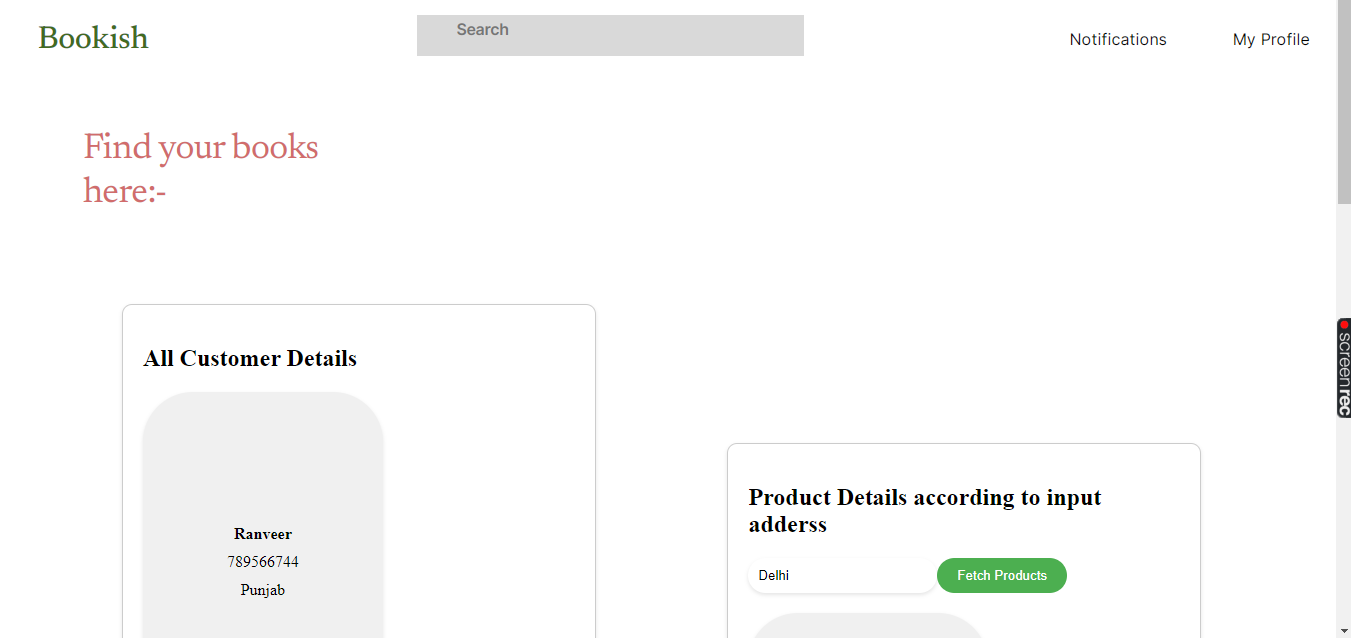 Bookish
Search
Notifications
My Profile
Find your books
here:-
All Customer Details
Ranveer
789566744
Punjab
Product Details according to input
adderss
Delhi
Fetch Products
screenrec